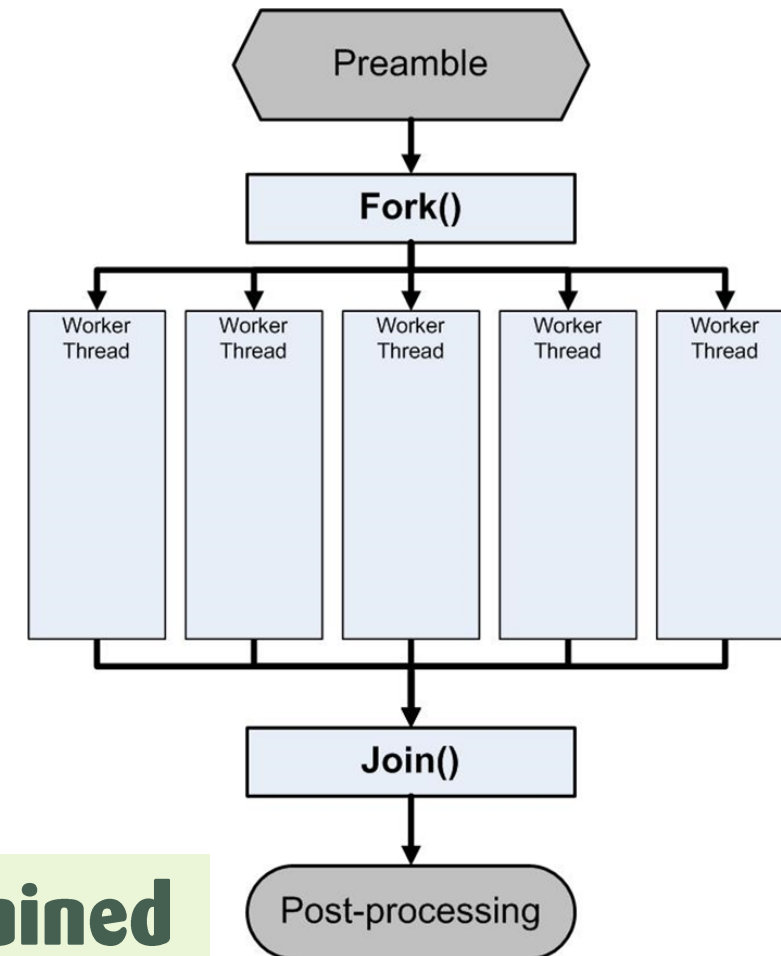 Preamble
Fork()
Worker
Thread
Worker
Thread
Worker
Thread
Worker
Thread
Worker
Thread
Join()
Post-processing